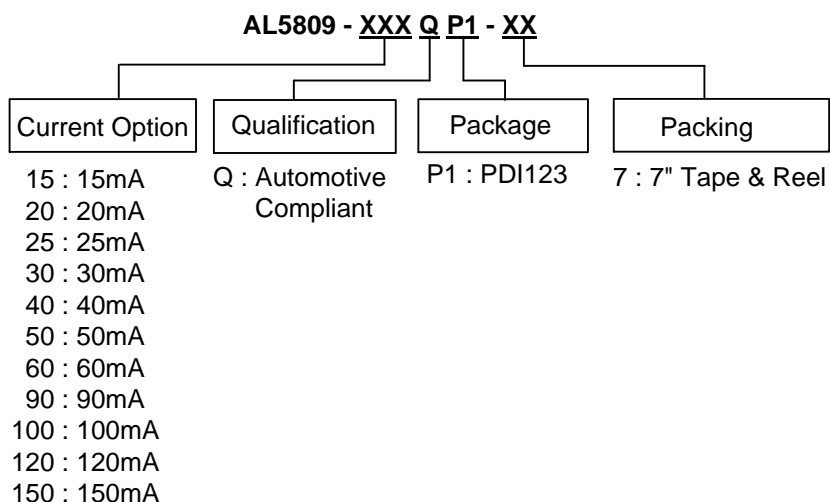 AL5809 - XXX Q P1 - XX
Current Option
Qualification
Package
Packing
15 : 15mA
20 : 20mA
25 : 25mA
30 : 30mA
40 : 40mA
50 : 50mA
60 : 60mA
90 : 90mA
100 : 100mA
120 : 120mA
150 : 150mA
Q : Automotive
Compliant
P1 : PDI123
7 : 7" Tape & Reel